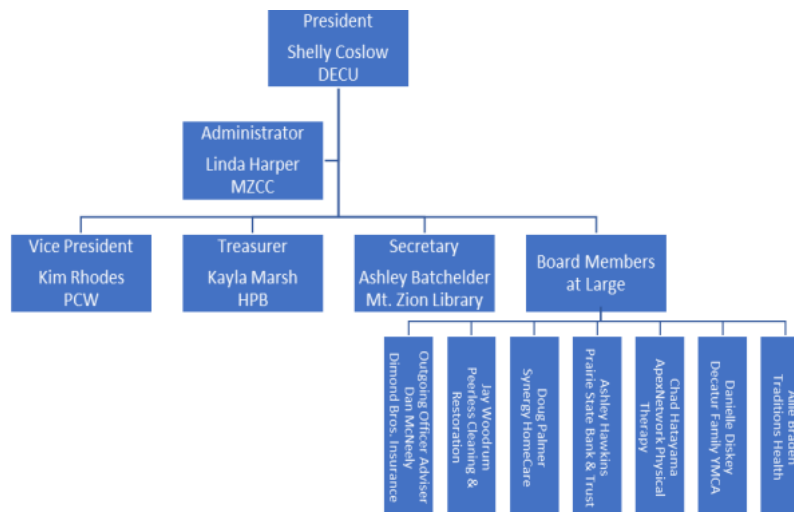 President
Shelly Coslow
DECU
Administrator
Linda Harper
MZCC
Vice President
Kim Rhodes
PCW
Treasurer
Kayla Marsh
HPB
Secretary
Ashley Batchelder
Mt. Zion Library
Board Members
at Large
Outgoing Officer Adviser
Dan McNeely
Dimond Bros. Insurance
Jay Woodrum
Peerless Cleaning &
Restoration
Doug Palmer
Synergy HomeCare
Ashley Hawkins
Prairie State Bank & Trust
Chad Hatayama
ApexNetwork Physical
Therapy
Danielle Diskey
Decatur Family YMCA
Allie Braden
Traditions Health